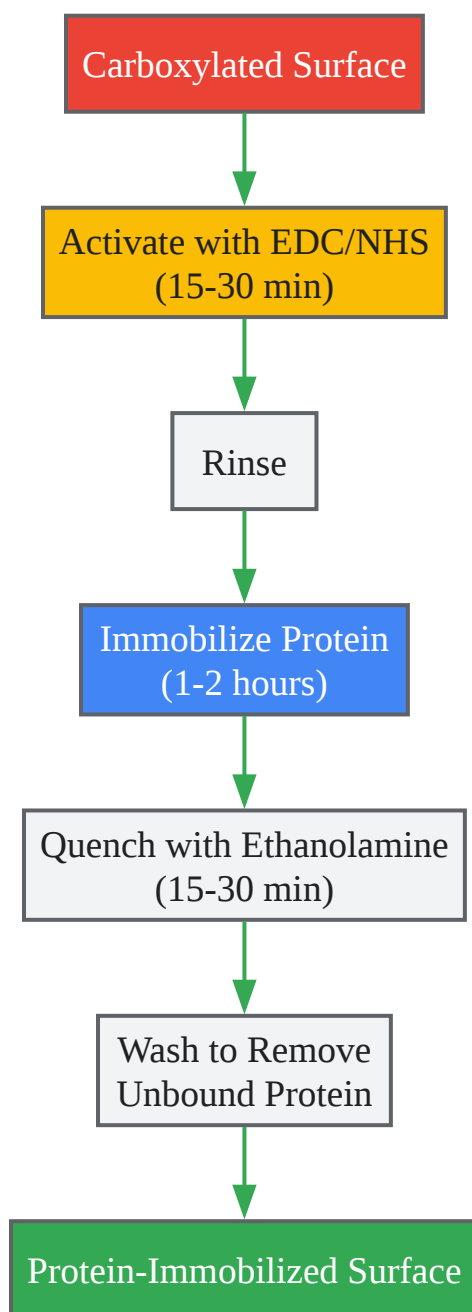 Carboxylated Surface
Activate with EDC/NHS
(15-30 min)
Rinse
Immobilize Protein
(1-2 hours)
Quench with Ethanolamine
(15-30 min)
Wash to Remove
Unbound Protein
Protein-Immobilized Surface